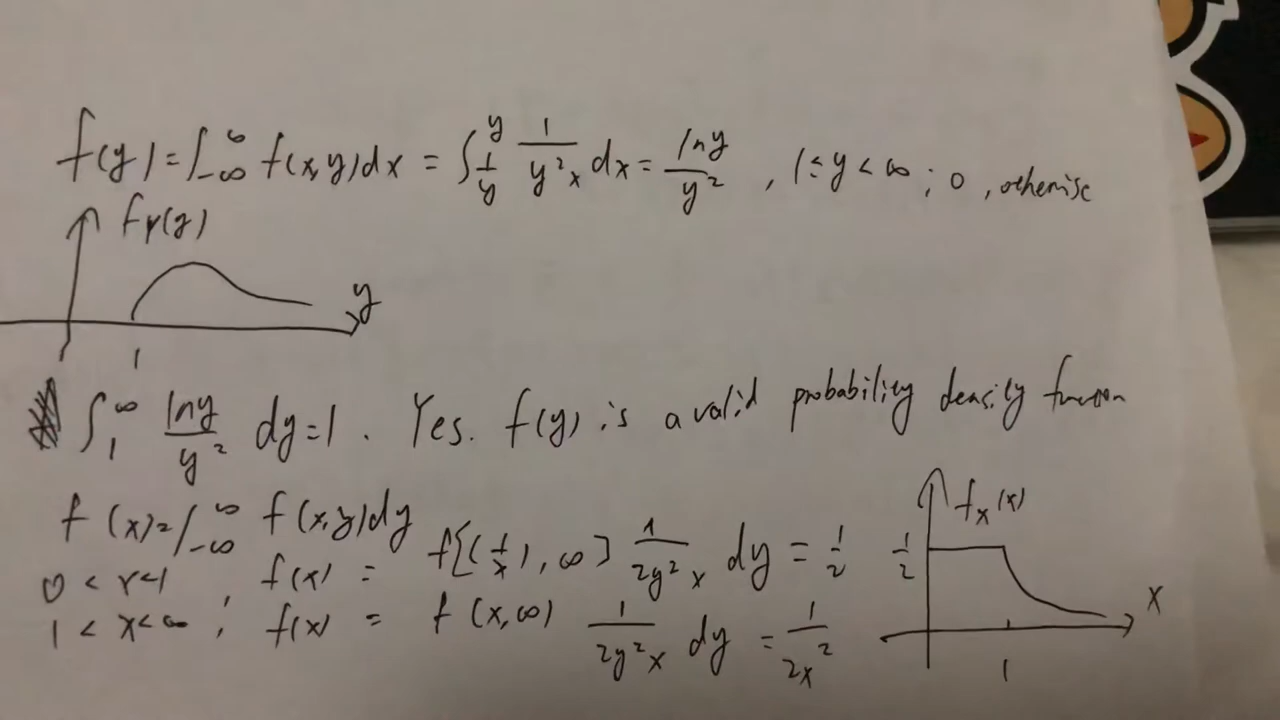 f(y)=∫_{-∞}^{∞} f(x,y)dx = ∫_{1/y}^{y} 1/(y²x) dx = lny/y² , 1≤y<∞ ; 0 , otherwise
f_Y(y)
y
1
∫_1^∞ lny/y² dy=1 . Yes. f(y) is a valid probability density function
f(x)=∫_{-∞}^{∞} f(x,y)dy
0<x<1 , f(x) = f[(1/x),∞] 1/(2y²x) dy = 1/2
1<x<∞ ; f(x) = f(x,∞) 1/(2y²x) dy = 1/(2x²)
f_X(x)
1/2
x
1